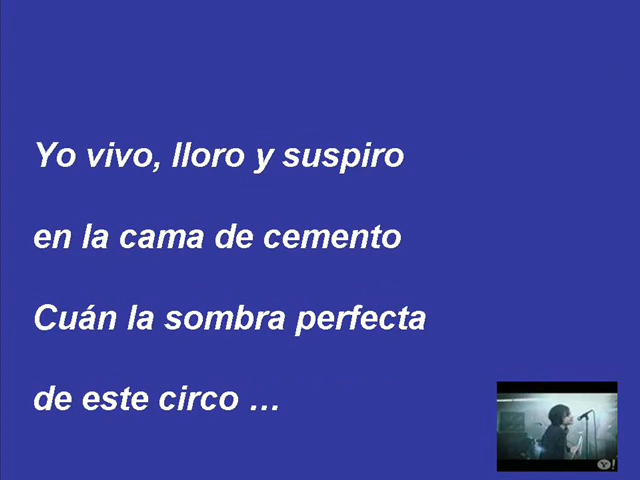 Yo vivo, lloro y suspiro
en la cama de cemento
Cuán la sombra perfecta
de este circo …
Y!